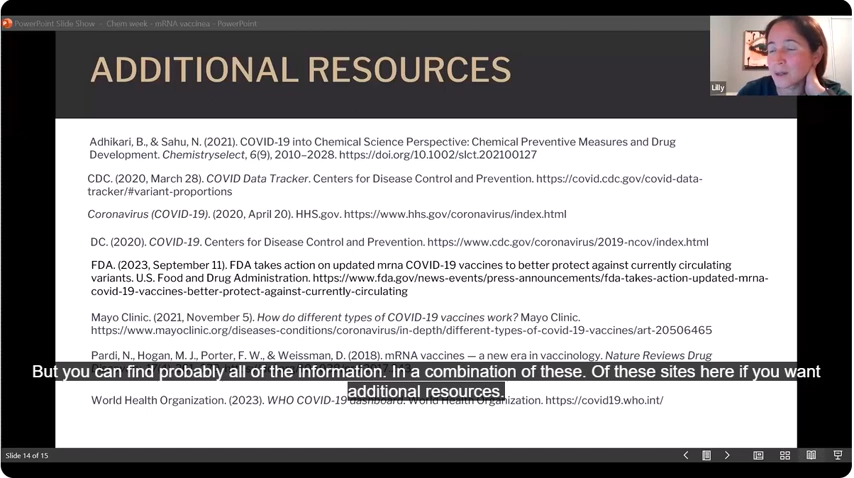 PowerPoint Slide Show - Chem week - mRNA vaccinea - PowerPoint
ADDITIONAL RESOURCES
Lilly
Adhikari, B., & Sahu, N. (2021). COVID-19 into Chemical Science Perspective: Chemical Preventive Measures and Drug
Development. Chemistryselect, 6(9), 2010–2028. https://doi.org/10.1002/slct.202100127
CDC. (2020, March 28). COVID Data Tracker. Centers for Disease Control and Prevention. https://covid.cdc.gov/covid-data-
tracker/#variant-proportions
Coronavirus (COVID-19). (2020, April 20). HHS.gov. https://www.hhs.gov/coronavirus/index.html
DC. (2020). COVID-19. Centers for Disease Control and Prevention. https://www.cdc.gov/coronavirus/2019-ncov/index.html
FDA. (2023, September 11). FDA takes action on updated mrna COVID-19 vaccines to better protect against currently circulating
variants. U.S. Food and Drug Administration. https://www.fda.gov/news-events/press-announcements/fda-takes-action-updated-mrna-
covid-19-vaccines-better-protect-against-currently-circulating
Mayo Clinic. (2021, November 5). How do different types of COVID-19 vaccines work? Mayo Clinic.
https://www.mayoclinic.org/diseases-conditions/coronavirus/in-depth/different-types-of-covid-19-vaccines/art-20506465
Pardi, N., Hogan, M. J., Porter, F. W., & Weissman, D. (2018). mRNA vaccines — a new era in vaccinology. Nature Reviews Drug
But you can find probably all of the information. In a combination of these. Of these sites here if you want
additional resources.
World Health Organization. (2023). WHO COVID-19 dashboard. World Health Organization. https://covid19.who.int/
Slide 14 of 15